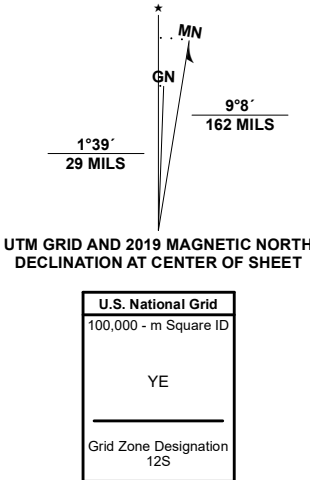 ★
MN
GN
9°8´
162 MILS
1°39´
29 MILS
UTM GRID AND 2019 MAGNETIC NORTH
DECLINATION AT CENTER OF SHEET
U.S. National Grid
100,000 - m Square ID
YE
Grid Zone Designation
12S